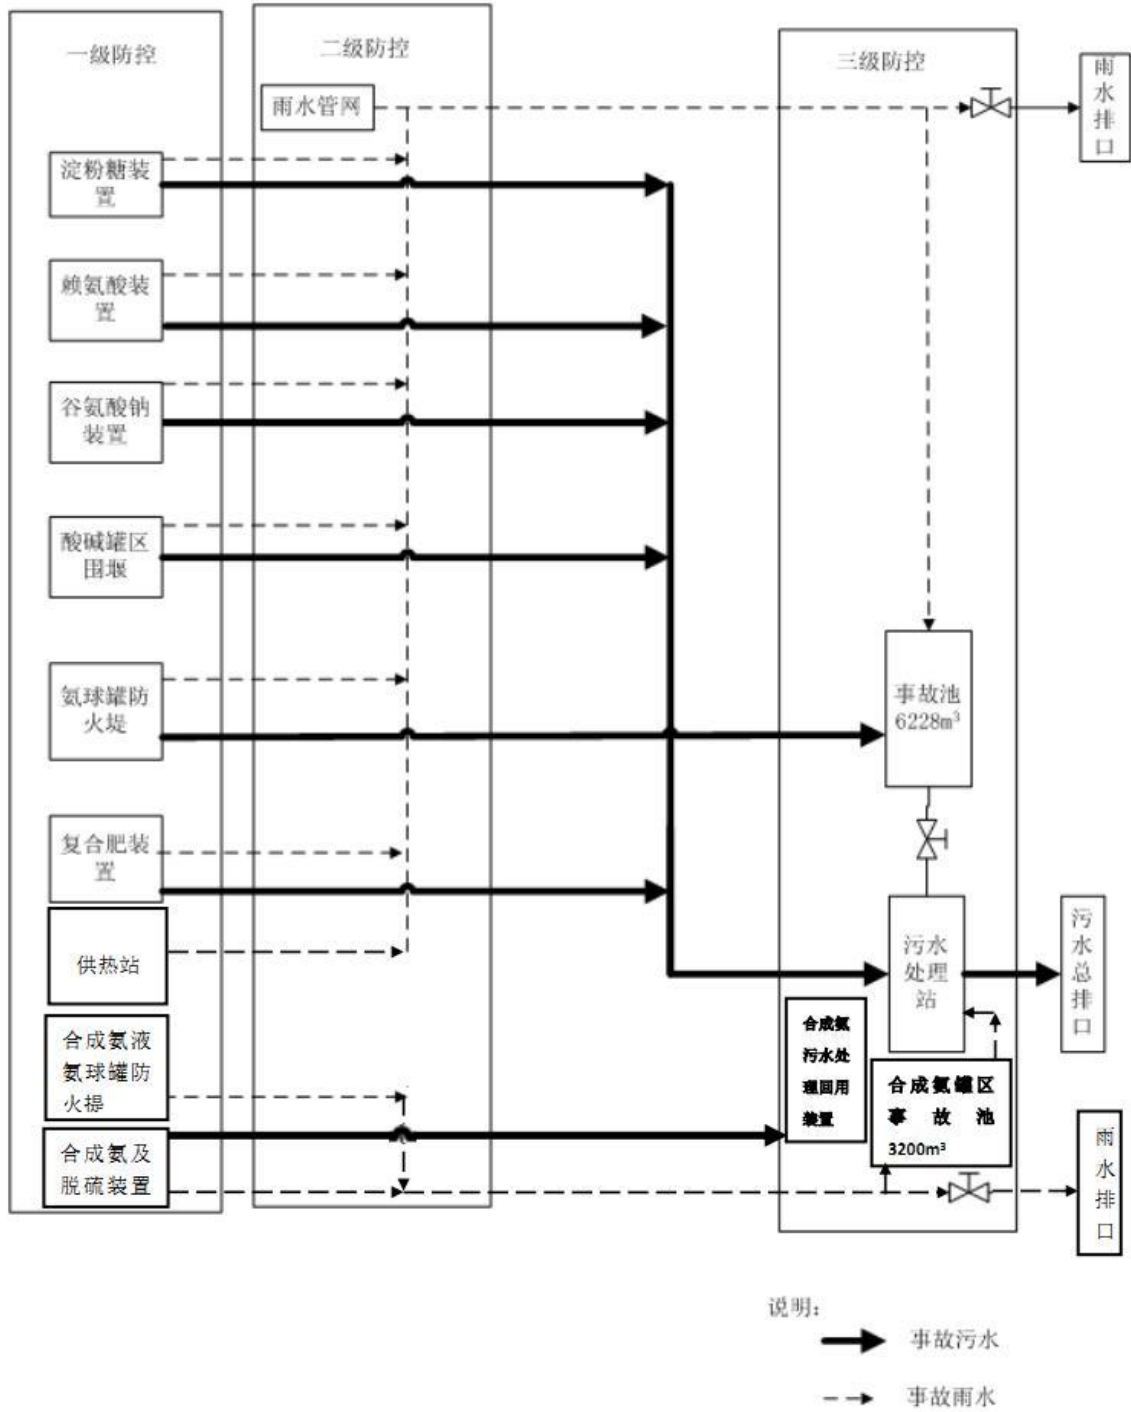 一级防控
二级防控
三级防控
雨水管网
雨
水
排
口
淀粉糖装
置
赖氨酸装
置
谷氨酸钠
装置
酸碱罐区
围堰
氨球罐防
火堤
事故池
6228m³
复合肥装
置
供热站
污水
处理
站
污
水
总
排
口
合成氨液
氨球罐防
火提
合成氨
污水处
理回用
装置
合成氨罐区
事故池
3200m³
合成氨及
脱硫装置
雨
水
排
口
说明：
事故污水
事故雨水